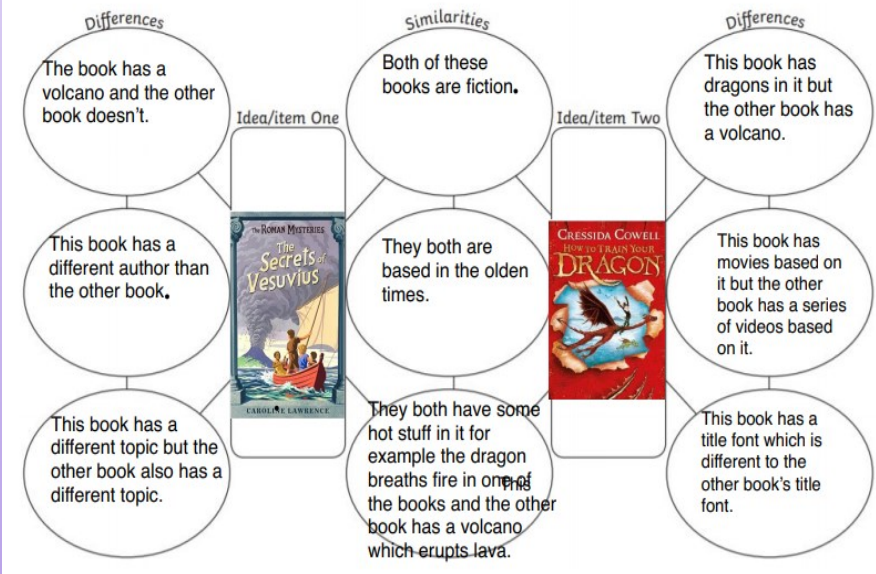 Differences
Similarities
Differences
The book has a
volcano and the other
book doesn't.
Both of these
books are fiction.
This book has
dragons in it but
the other book has
a volcano.
Idea/item One
Idea/item Two
This book has a
different author than
the other book.
The ROMAN MYSTERIES
The
Secrets of
Vesuvius
CAROLINE LAWRENCE
They both are
based in the olden
times.
CRESSIDA COWELL
HOW TO TRAIN YOUR
DRAGON
This book has
movies based on
it but the other
book has a series
of videos based
on it.
This book has a
different topic but the
other book also has a
different topic.
They both have some
hot stuff in it for
example the dragon
breaths fire in one of
This
the books and the other
book has a volcano
which erupts lava.
This book has a
title font which is
different to the
other book's title
font.